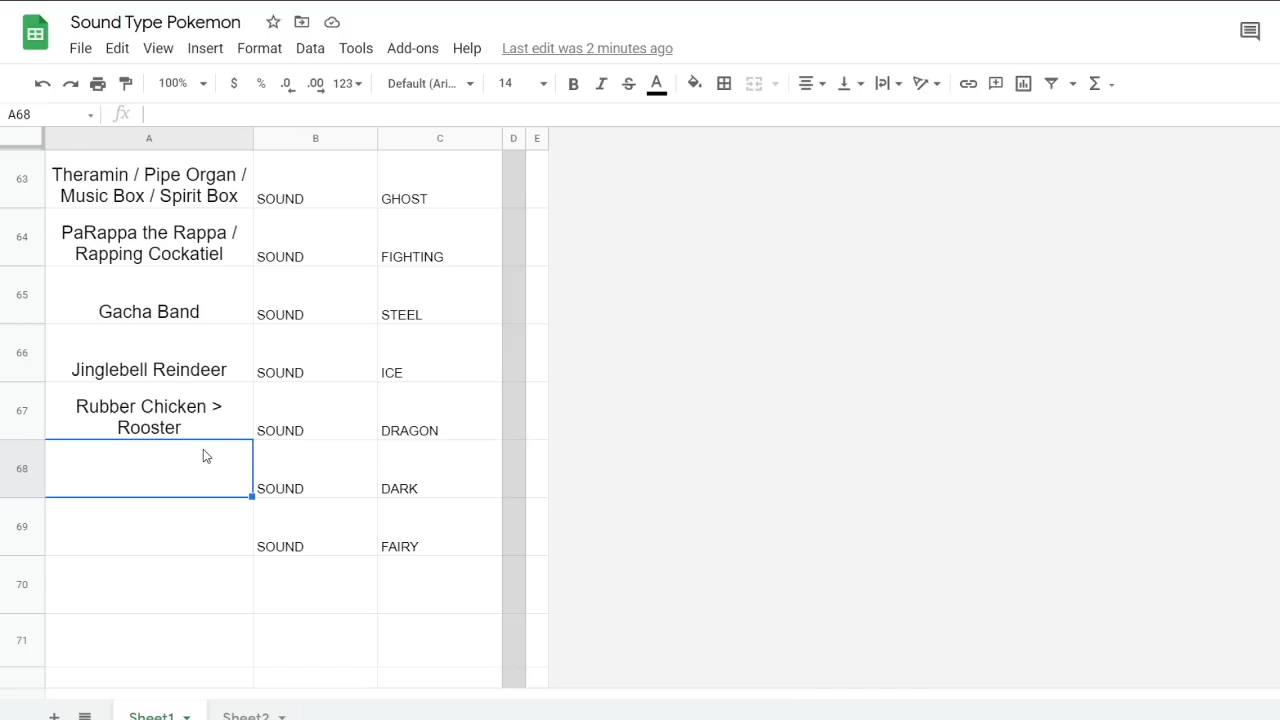 Sound Type Pokemon
File Edit View Insert Format Data Tools Add-ons Help Last edit was 2 minutes ago
100% $ % .0 .00 123 Default (Ari... 14 B I S A Σ
A68 fx
A B C D E
63 Theramin / Pipe Organ /
Music Box / Spirit Box SOUND GHOST
64 PaRappa the Rappa /
Rapping Cockatiel SOUND FIGHTING
65 Gacha Band SOUND STEEL
66 Jinglebell Reindeer SOUND ICE
67 Rubber Chicken >
Rooster SOUND DRAGON
68 SOUND DARK
69 SOUND FAIRY
70
71
+ Sheet1 Sheet2